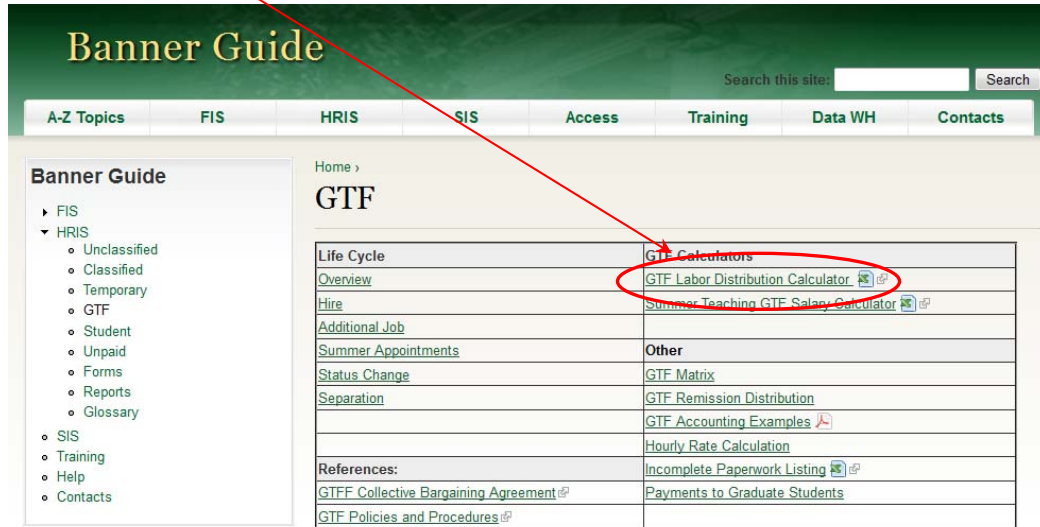 Banner Guide
Search this site: Search
A-Z Topics FIS HRIS SIS Access Training Data WH Contacts
Banner Guide
FIS
HRIS
Unclassified
Classified
Temporary
GTF
Student
Unpaid
Forms
Reports
Glossary
SIS
Training
Help
Contacts
Home ›
GTF
Life Cycle GTF Calculators
Overview GTF Labor Distribution Calculator
Hire Summer Teaching GTF Salary Calculator
Additional Job
Summer Appointments Other
Status Change GTF Matrix
Separation GTF Remission Distribution
GTF Accounting Examples
Hourly Rate Calculation
References: Incomplete Paperwork Listing
GTFF Collective Bargaining Agreement Payments to Graduate Students
GTF Policies and Procedures